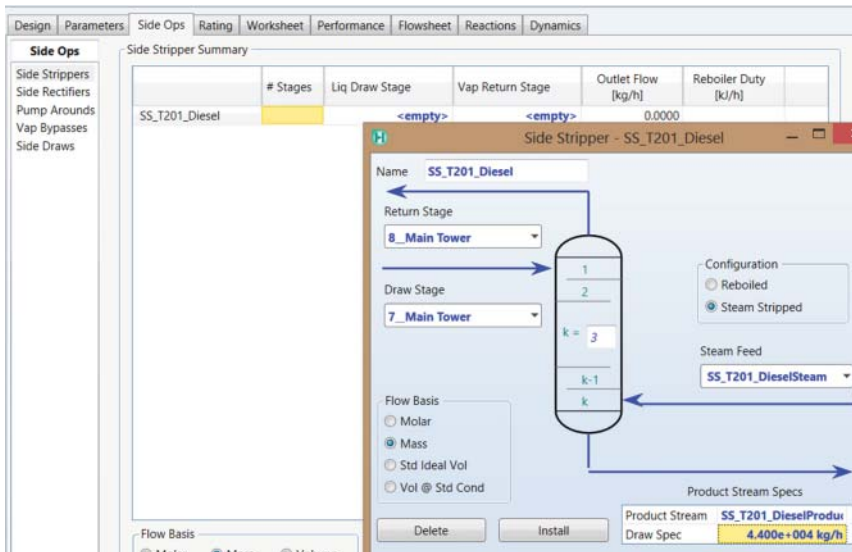 Design Parameters Side Ops Rating Worksheet Performance Flowsheet Reactions Dynamics
Side Ops
Side Strippers
Side Rectifiers
Pump Arounds
Vap Bypasses
Side Draws
Side Stripper Summary
# Stages Liq Draw Stage Vap Return Stage Outlet Flow [kg/h] Reboiler Duty [kJ/h]
SS_T201_Diesel <empty> <empty> 0.0000
Side Stripper - SS_T201_Diesel
Name SS_T201_Diesel
Return Stage
8__Main Tower
Draw Stage
7__Main Tower
1
2
k = 3
k-1
k
Configuration
Reboiled
Steam Stripped
Steam Feed
SS_T201_DieselSteam
Flow Basis
Molar
Mass
Std Ideal Vol
Vol @ Std Cond
Delete Install
Product Stream Specs
Product Stream SS_T201_DieselProdu
Draw Spec 4.400e+004 kg/h
Flow Basis